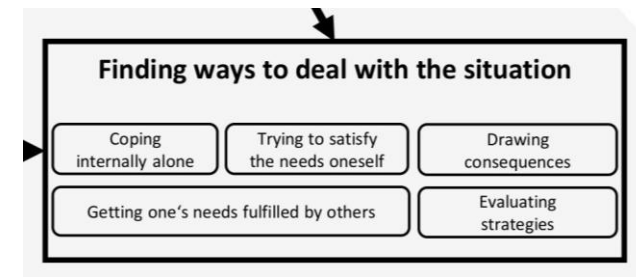 Finding ways to deal with the situation
Coping
internally alone
Trying to satisfy
the needs oneself
Drawing
consequences
Getting one‘s needs fulfilled by others
Evaluating
strategies